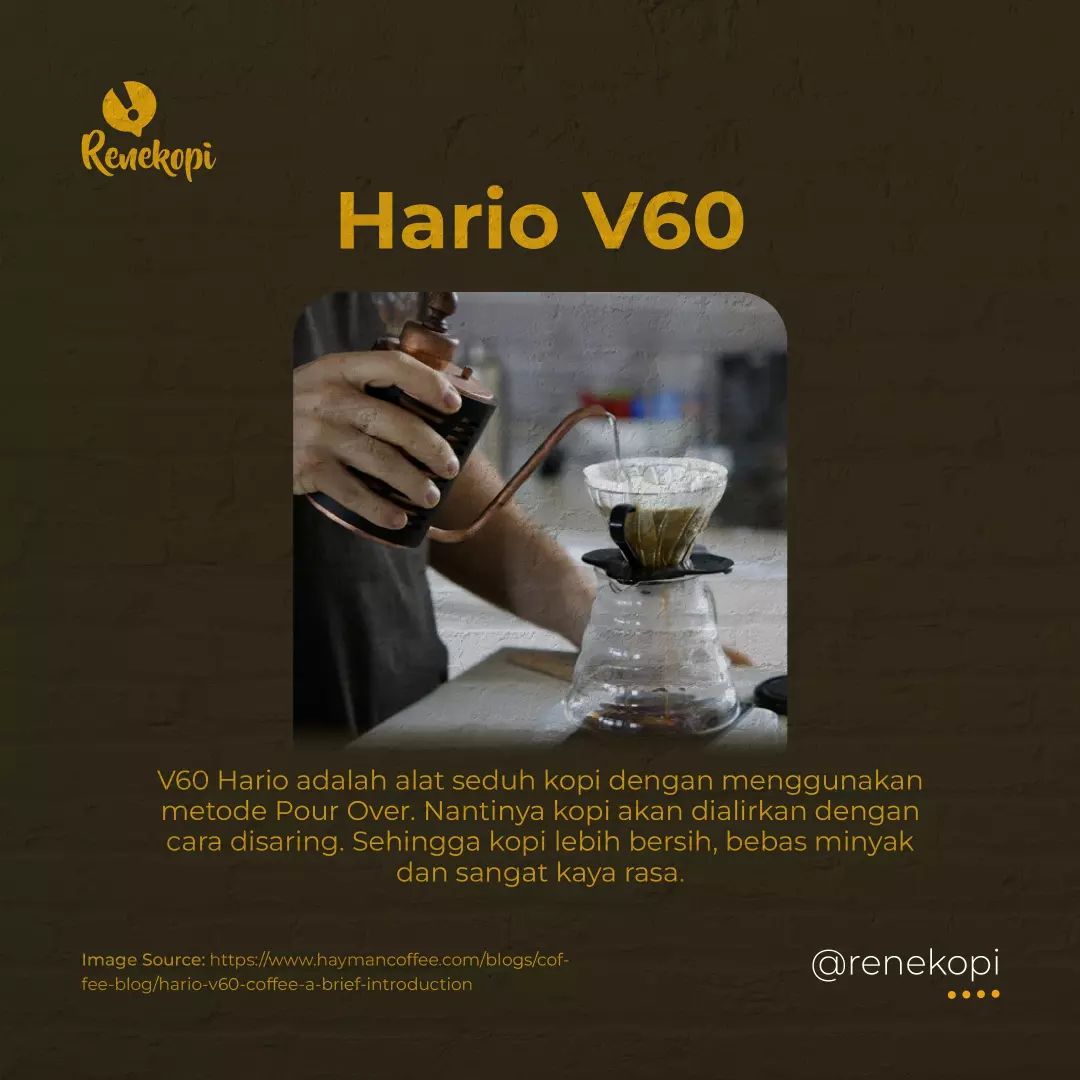 Renekopi
Hario V60
V60 Hario adalah alat seduh kopi dengan menggunakan
metode Pour Over. Nantinya kopi akan dialirkan dengan
cara disaring. Sehingga kopi lebih bersih, bebas minyak
dan sangat kaya rasa.
Image Source: https://www.haymancoffee.com/blogs/cof-
fee-blog/hario-v60-coffee-a-brief-introduction
@renekopi